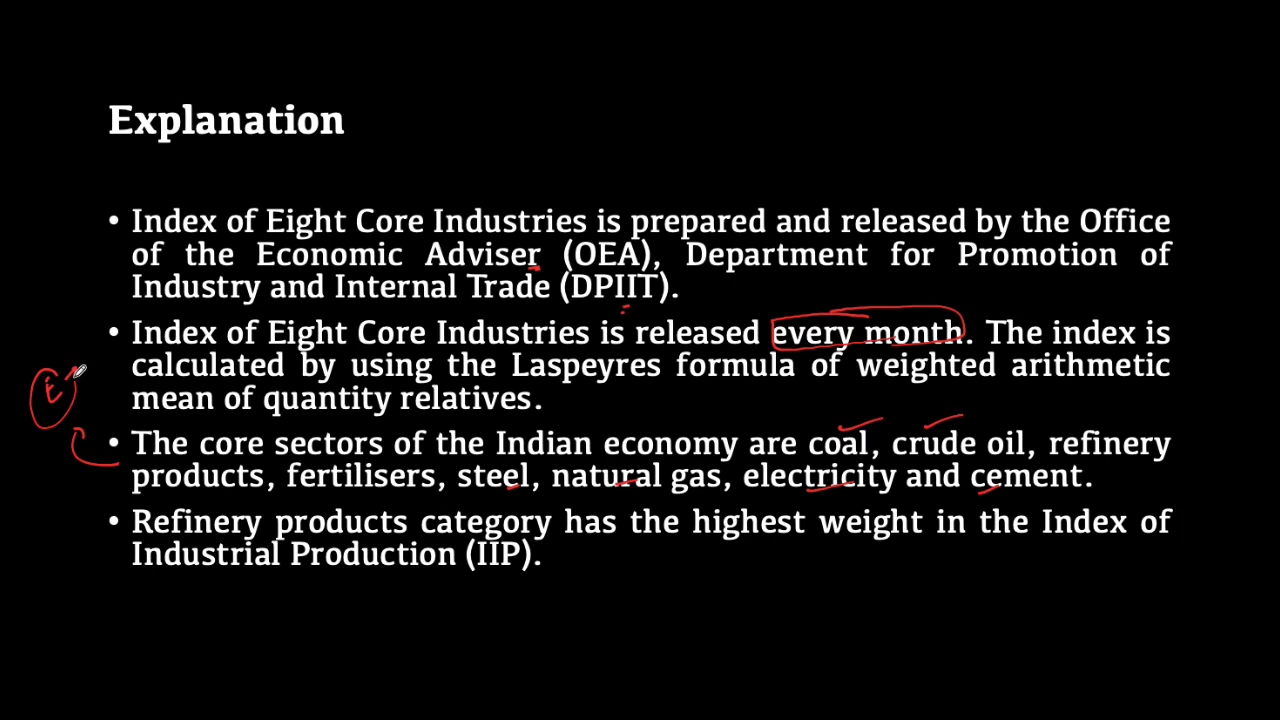 Explanation
• Index of Eight Core Industries is prepared and released by the Office
of the Economic Adviser (OEA), Department for Promotion of
Industry and Internal Trade (DPIIT).
• Index of Eight Core Industries is released every month. The index is
calculated by using the Laspeyres formula of weighted arithmetic
mean of quantity relatives.
• The core sectors of the Indian economy are coal, crude oil, refinery
products, fertilisers, steel, natural gas, electricity and cement.
• Refinery products category has the highest weight in the Index of
Industrial Production (IIP).